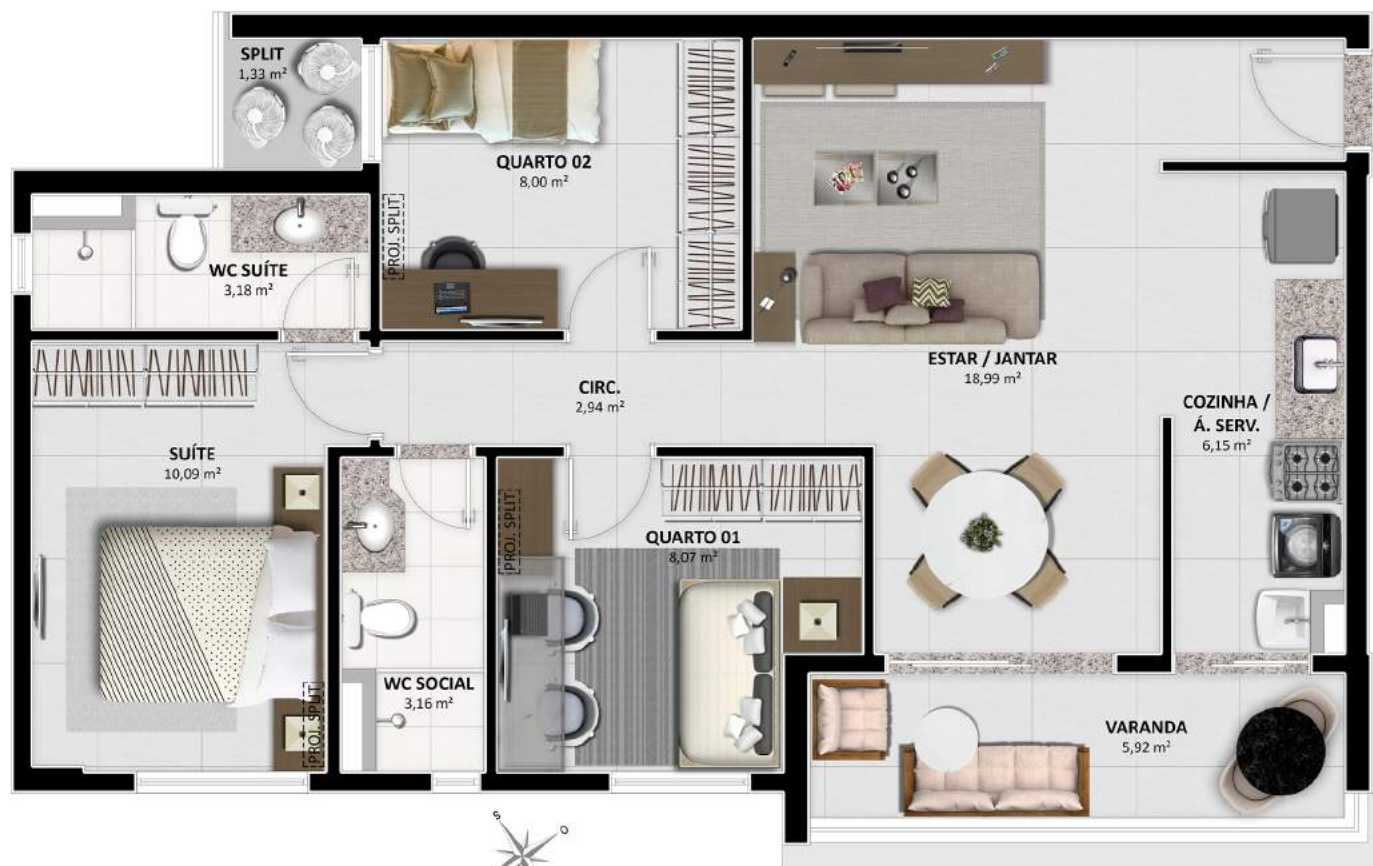 SPLIT
1,33 m²
QUARTO 02
8,00 m²
PROJ. SPLIT
WC SUÍTE
3,18 m²
ESTAR / JANTAR
18,99 m²
CIRC.
2,94 m²
COZINHA /
Á. SERV.
6,15 m²
SUÍTE
10,09 m²
PROJ. SPLIT
QUARTO 01
8,07 m²
WC SOCIAL
3,16 m²
PROJ. SPLIT
VARANDA
5,92 m²
S
O